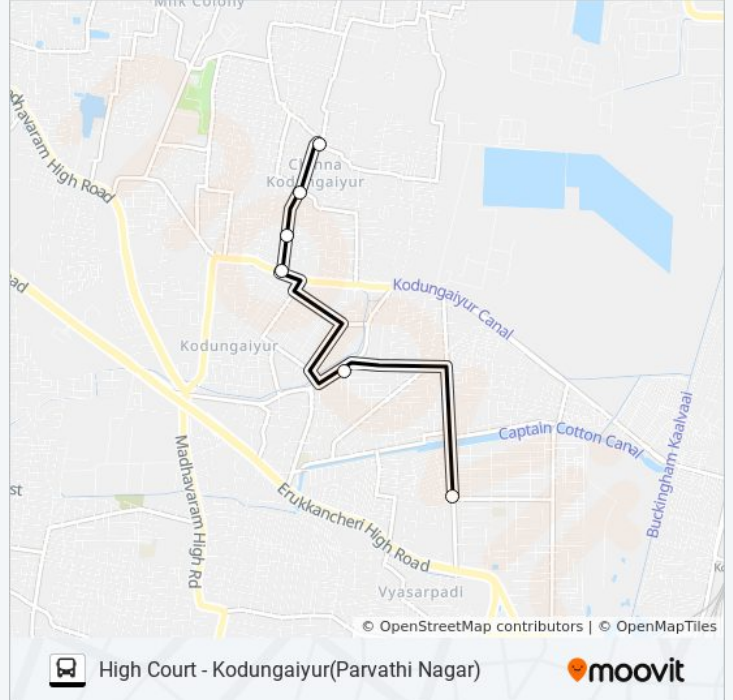 Milk Colony
Madhavaram High Road
Chinna
Kodungaiyur
Kodungaiyur Canal
Kodungaiyur
Captain Cotton Canal
Buckingham Kaalvaai
Madhavaram High Rd
Erukkancheri High Road
Vyasarpadi
© OpenStreetMap contributors | © OpenMapTiles
High Court - Kodungaiyur(Parvathi Nagar)
moovit